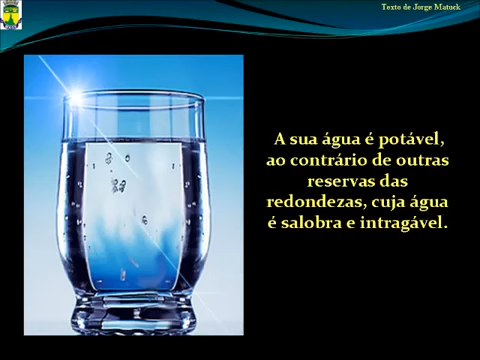 Texto de Jorge Matuck
A sua água é potável,
ao contrário de outras
reservas das
redondezas, cuja água
é salobra e intragável.